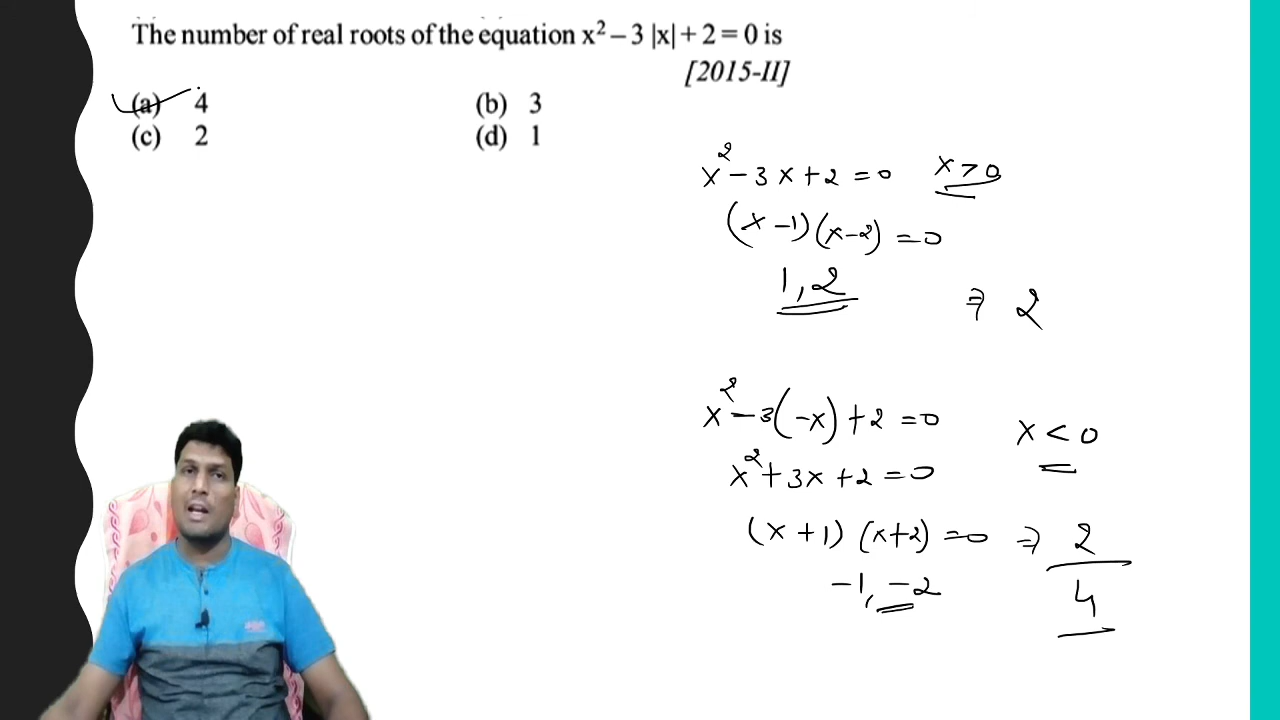 The number of real roots of the equation x² – 3 |x| + 2 = 0 is
[2015-II]
(a) 4 (b) 3
(c) 2 (d) 1
x² - 3x + 2 = 0 x > 0
(x - 1)(x - 2) = 0
1, 2 ⇒ 2
x² - 3(-x) + 2 = 0 x < 0
x² + 3x + 2 = 0
(x + 1) (x + 2) = 0 ⇒ 2
-1, -2 4